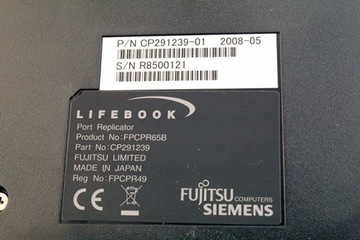 P/N CP291239-01 2008-05
S/N R8500121
LIFEBOOK
Port Replicator
Product No: FPCPR65B
Part No: CP291239
FUJITSU LIMITED
MADE IN JAPAN
Reg No: FPCPR49
CE
FUJITSU COMPUTERS
SIEMENS